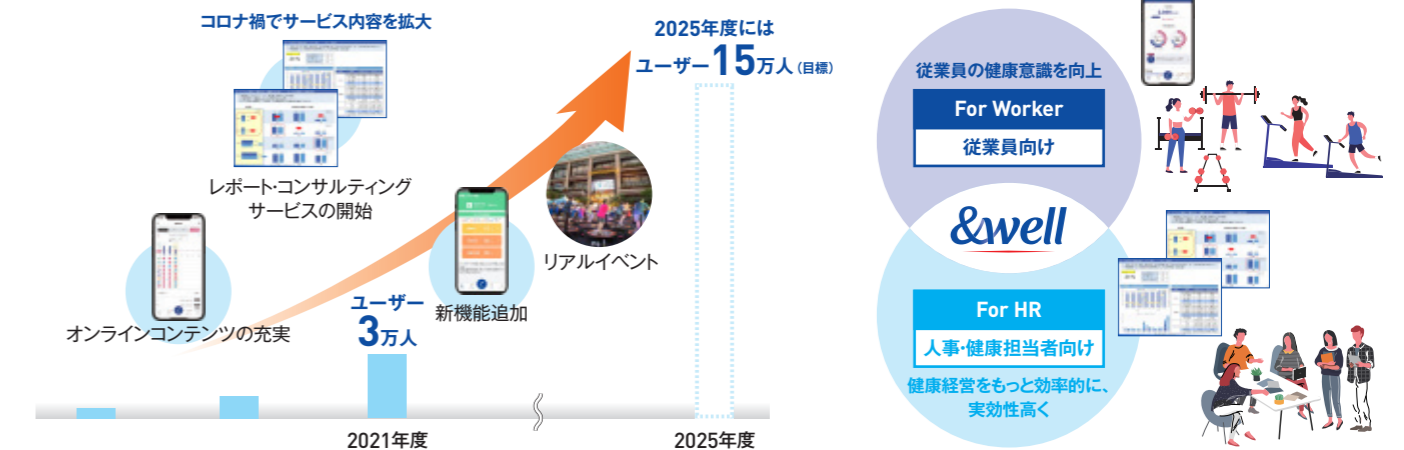 コロナ禍でサービス内容を拡大
レポート・コンサルティング
サービスの開始
オンラインコンテンツの充実
ユーザー
3万人
新機能追加
リアルイベント
2025年度には
ユーザー15万人(目標)
2021年度
2025年度
従業員の健康意識を向上
For Worker
従業員向け
&well
For HR
人事・健康担当者向け
健康経営をもっと効率的に、
実効性高く